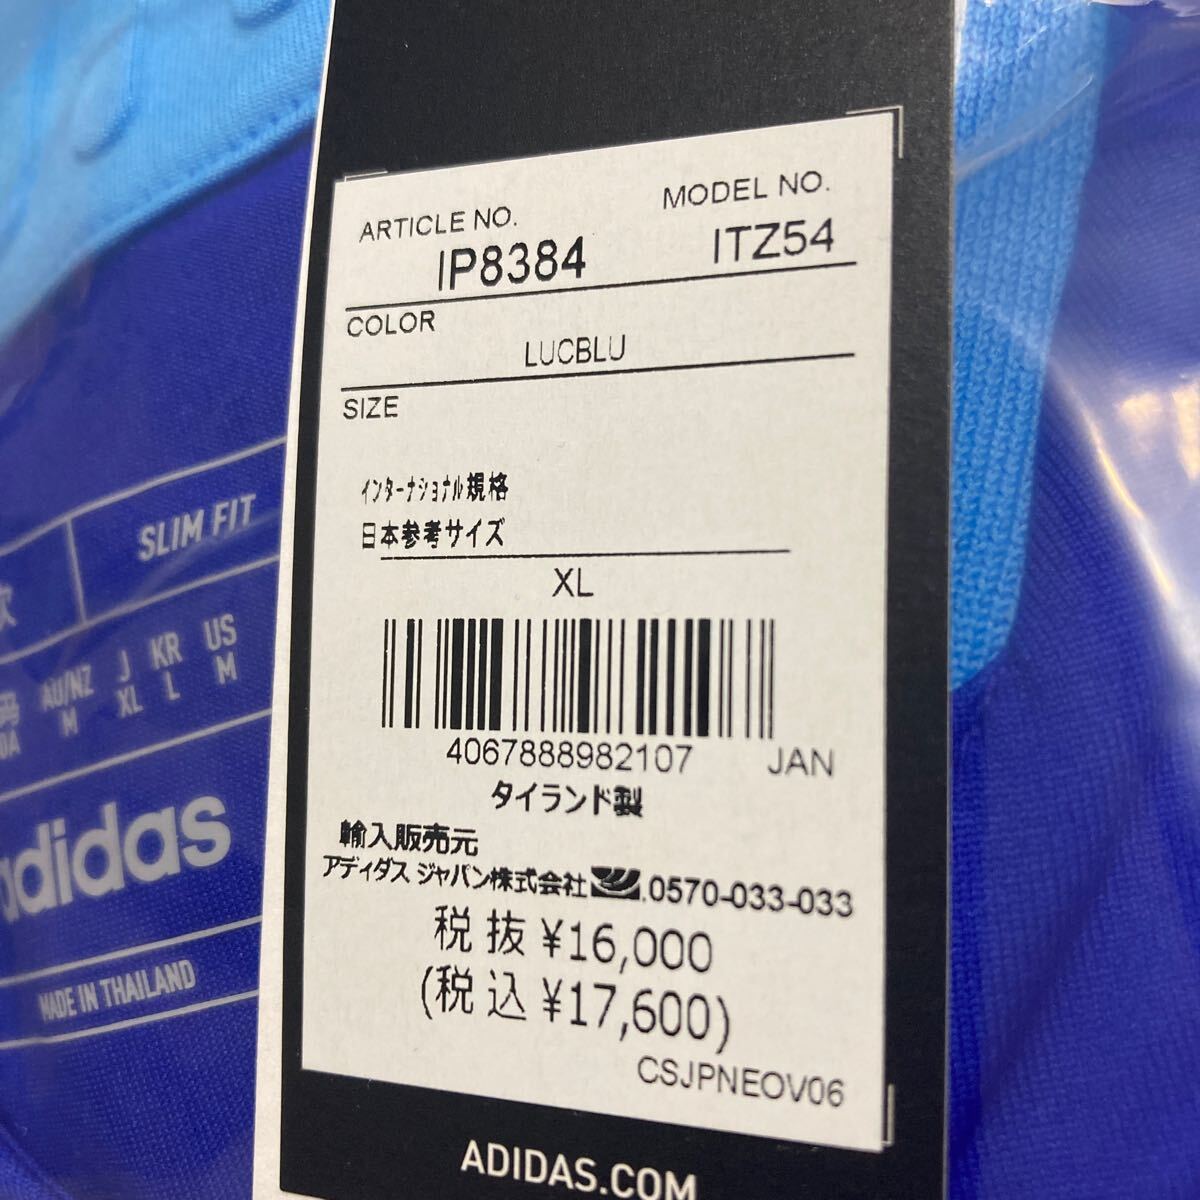 ARTICLE NO.
MODEL NO.
IP8384
ITZ54
COLOR
LUCBLU
SIZE
インターナショナル規格
日本参考サイズ
XL
4067888982107 JAN
タイランド製
輸入販売元
アディダス ジャパン株式会社 0570-033-033
税抜 ¥16,000
(税込 ¥17,600)
CSJPNEOV06
ADIDAS.COM
SLIM FIT
AU/NZ J KR US
M XL L M
adidas
MADE IN THAILAND